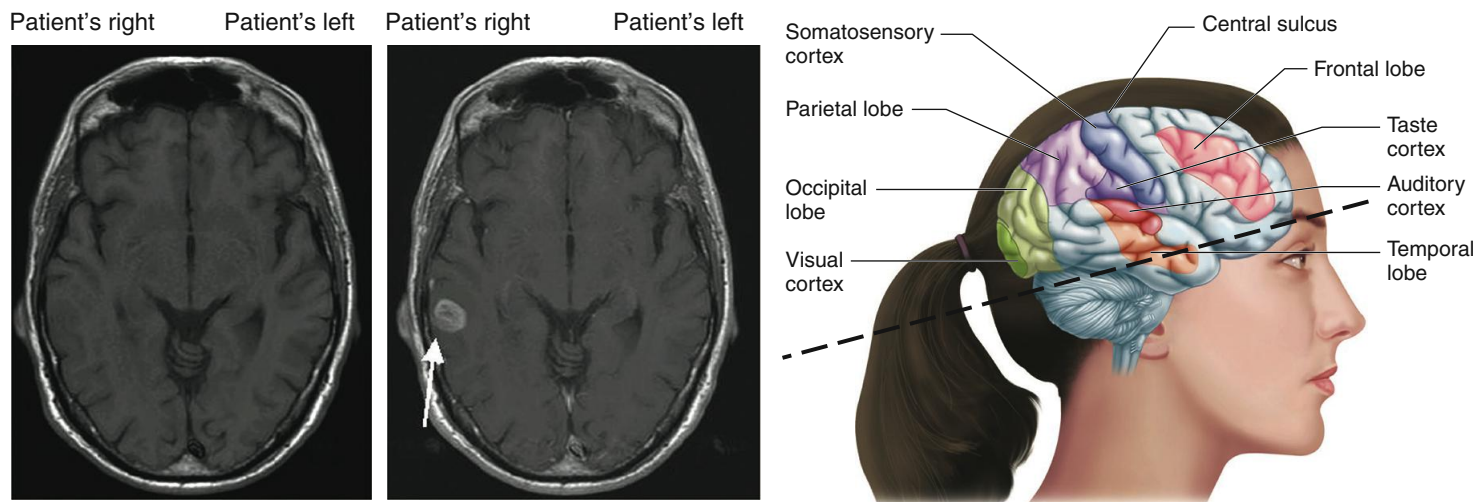 Patient's right Patient's left
Patient's right Patient's left
Somatosensory
cortex
Parietal lobe
Occipital
lobe
Visual
cortex
Central sulcus
Frontal lobe
Taste
cortex
Auditory
cortex
Temporal
lobe